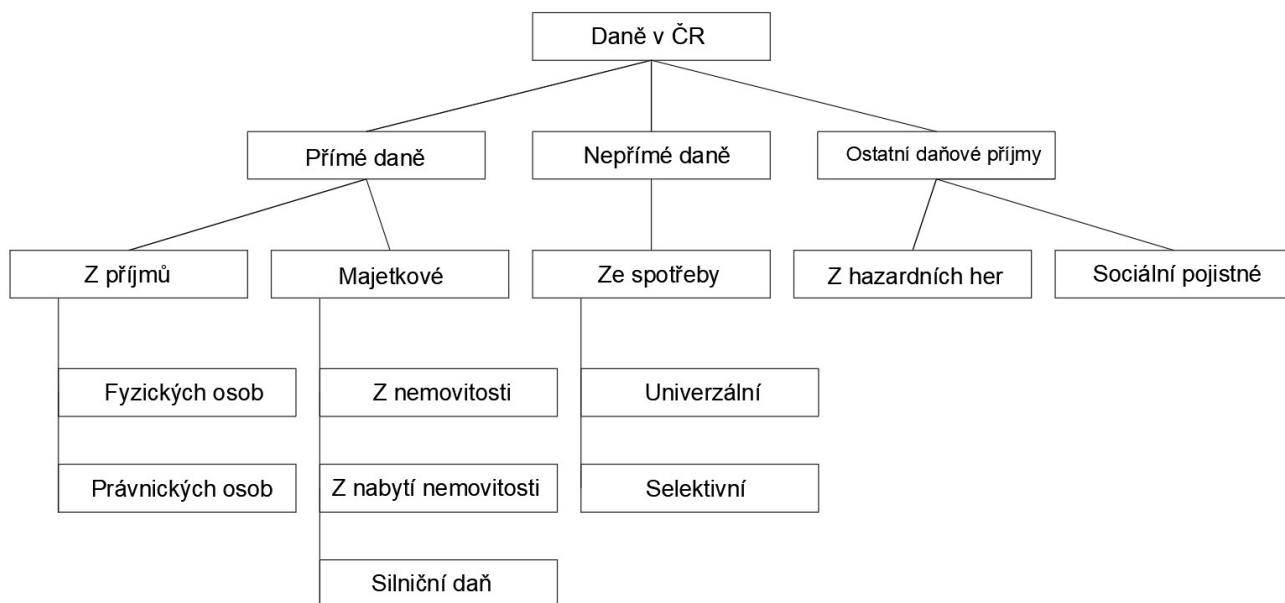 Daně v ČR
Přímé daně
Nepřímé daně
Ostatní daňové příjmy
Z příjmů
Majetkové
Ze spotřeby
Z hazardních her
Sociální pojistné
Fyzických osob
Z nemovitosti
Univerzální
Právnických osob
Z nabytí nemovitosti
Selektivní
Silniční daň